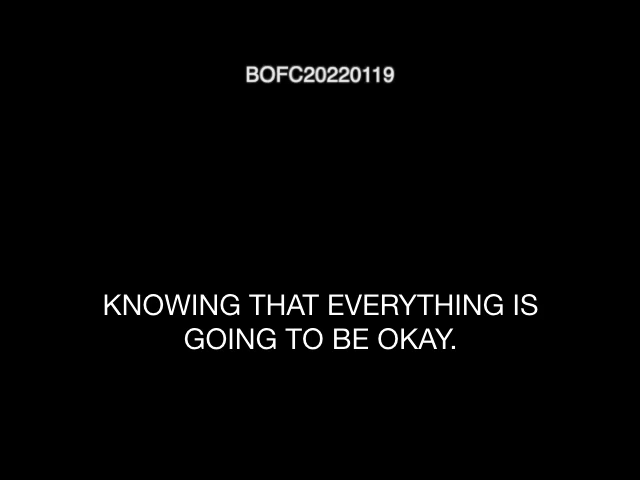 BOFC20220119
KNOWING THAT EVERYTHING IS
GOING TO BE OKAY.